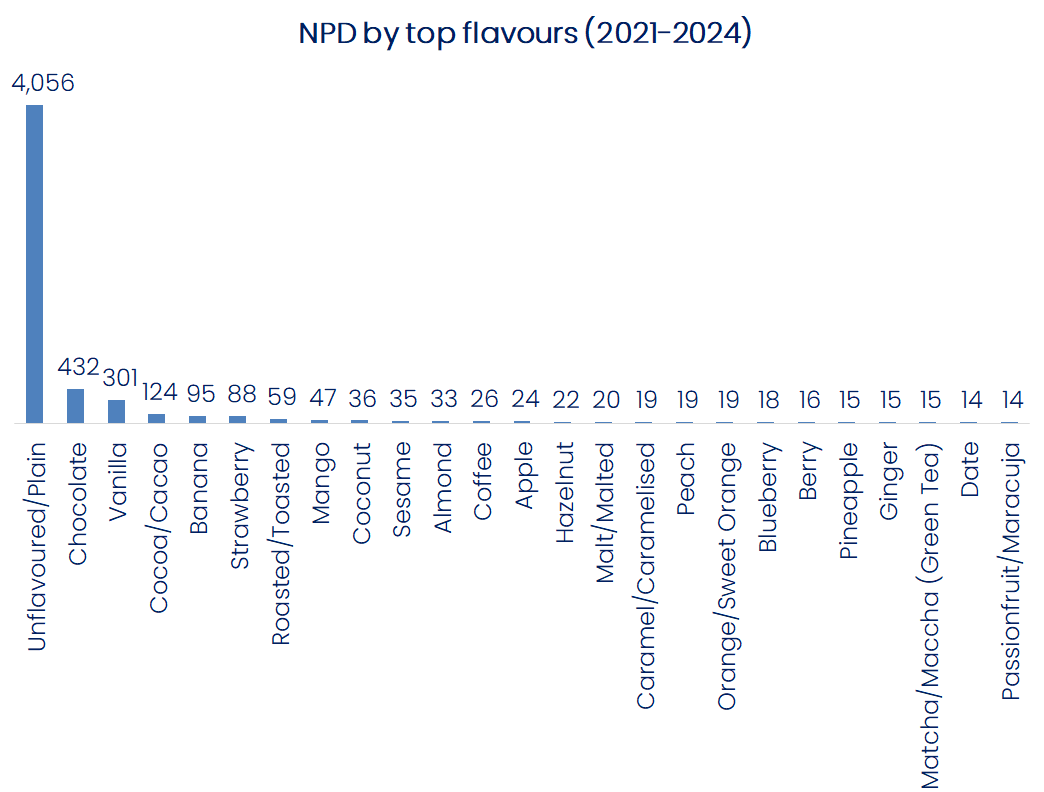 NPD by top flavours (2021-2024)
4,056
432
301
124
95
88
59
47
36
35
33
26
24
22
20
19
19
19
18
16
15
15
15
14
14
Unflavoured/Plain
Chocolate
Vanilla
Cocoa/Cacao
Banana
Strawberry
Roasted/Toasted
Mango
Coconut
Sesame
Almond
Coffee
Apple
Hazelnut
Malt/Malted
Caramel/Caramelised
Peach
Orange/Sweet Orange
Blueberry
Berry
Pineapple
Ginger
Matcha/Maccha (Green Tea)
Date
Passionfruit/Maracuja